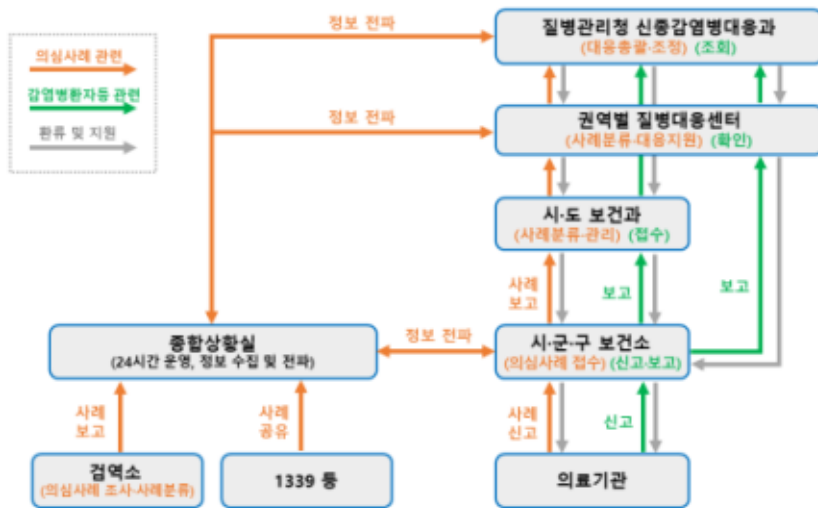 의심사례 관련
감염병환자등 관련
환류 및 지원
정보 전파
질병관리청 신종감염병대응과
(대응총괄·조정) (조회)
정보 전파
권역별 질병대응센터
(사례분류·대응지원) (확인)
시·도 보건과
(사례분류·관리) (접수)
사례
보고
보고
보고
종합상황실
(24시간 운영, 정보 수집 및 전파)
정보 전파
시·군·구 보건소
(의심사례 접수) (신고·보고)
사례
보고
사례
공유
사례
신고
신고
검역소
(의심사례 조사·사례분류)
1339 등
의료기관